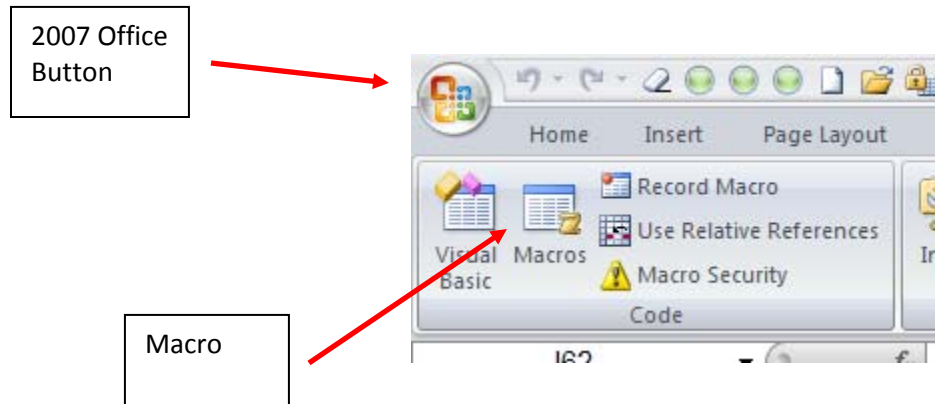 2007 Office
Button
Home Insert Page Layout
Record Macro
Use Relative References
Macro Security
Visual
Basic
Macros
Code
Macro